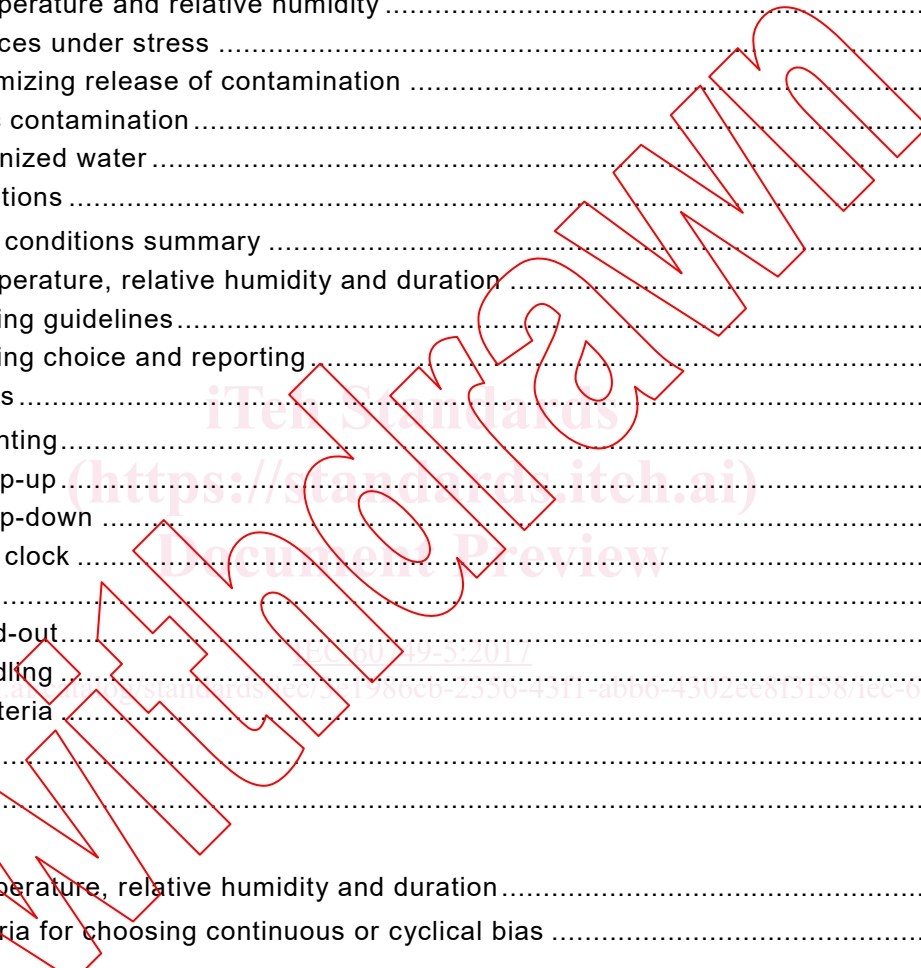 perature and relative humidity
ces under stress
mizing release of contamination
contamination
nized water
tions
conditions summary
perature, relative humidity and duration
ing guidelines
ing choice and reporting
s
iTeh Standards
nting
(https://standards.iteh.ai)
p-up
p-down
clock
Document Preview
d-out
IEC 60749-5:2017
dling
teria
perature, relative humidity and duration
ria for choosing continuous or cyclical bias
withdrawn